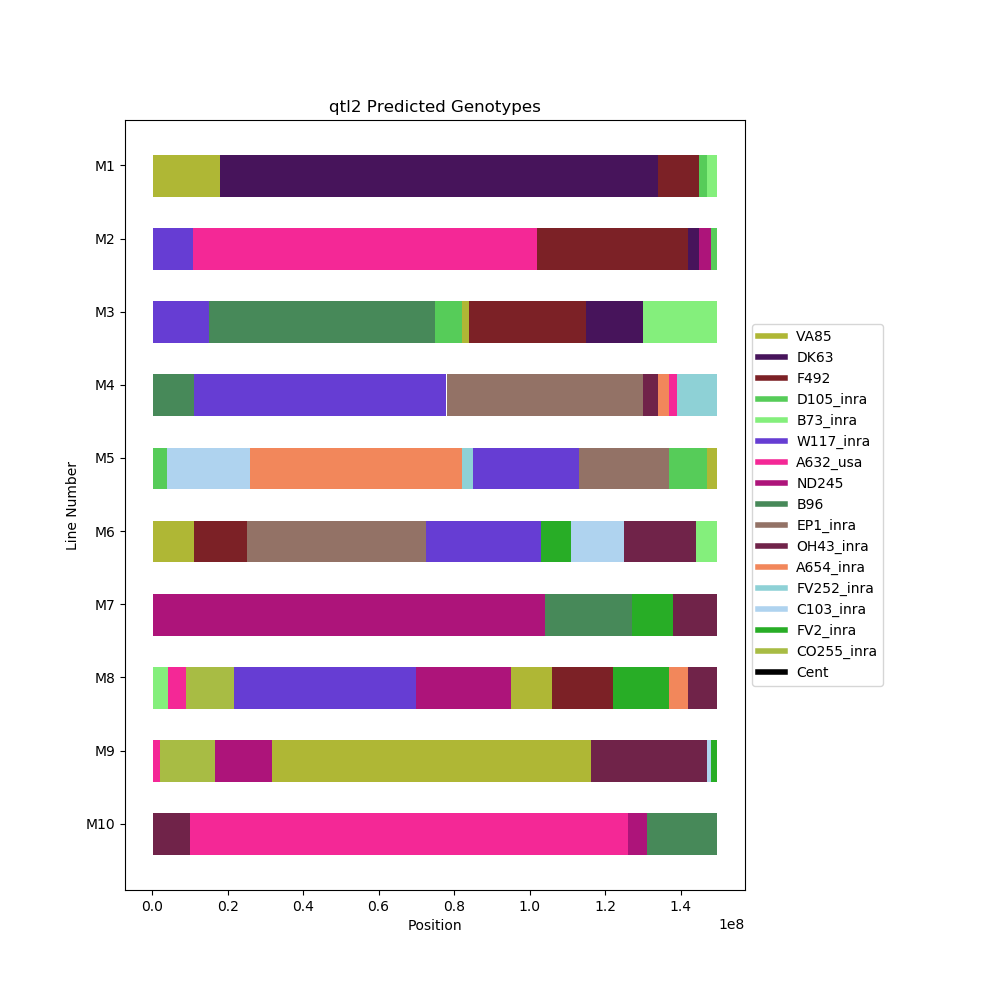 qtl2 Predicted Genotypes
Line Number
M1
M2
M3
M4
M5
M6
M7
M8
M9
M10
0.0 0.2 0.4 0.6 0.8 1.0 1.2 1.4
1e8
Position
VA85
DK63
F492
D105_inra
B73_inra
W117_inra
A632_usa
ND245
B96
EP1_inra
OH43_inra
A654_inra
FV252_inra
C103_inra
FV2_inra
CO255_inra
Cent